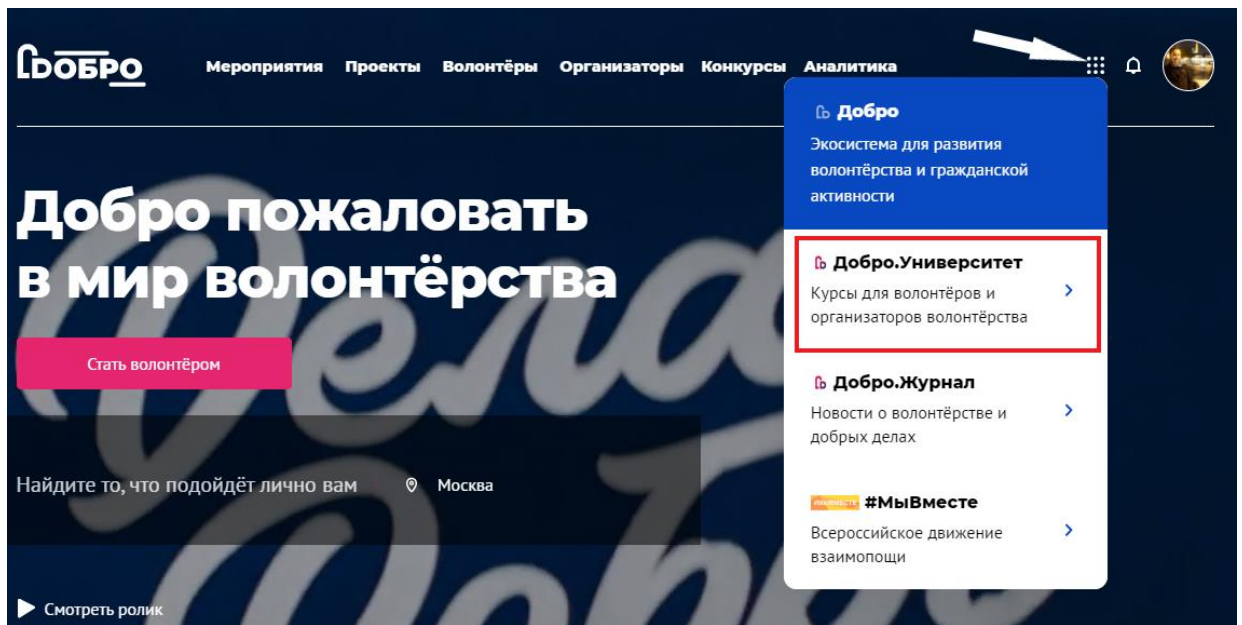 ДОБРО
Мероприятия Проекты Волонтёры Организаторы Конкурсы Аналитика
Добро
Экосистема для развития
волонтёрства и гражданской
активности
Добро пожаловать
в мир волонтёрства
Стать волонтёром
Найдите то, что подойдёт лично вам
Москва
Смотреть ролик
Добро.Университет
Курсы для волонтёров и
организаторов волонтёрства
Добро.Журнал
Новости о волонтёрстве и
добрых делах
#МыВместе
Всероссийское движение
взаимопощи
Делай
Добро